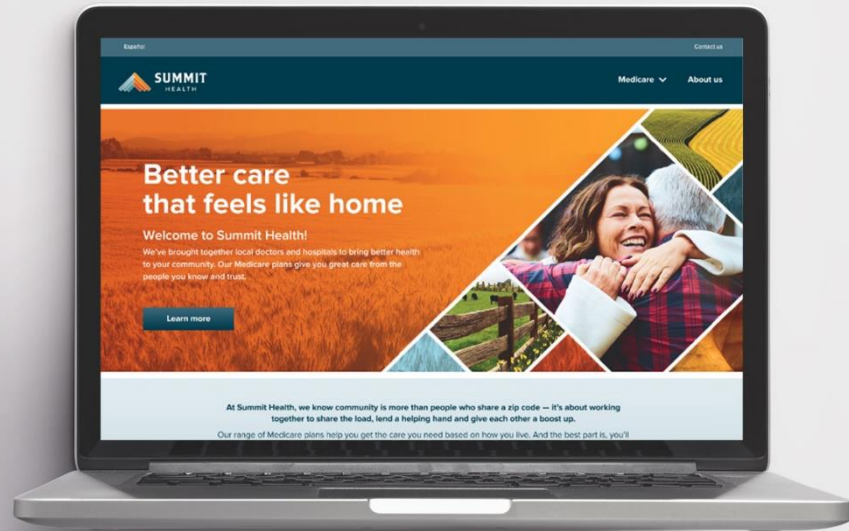 Español
Contact us
SUMMIT
HEALTH
Medicare
About us
Better care
that feels like home
Welcome to Summit Health!
We've brought together local doctors and hospitals to bring better health
to your community. Our Medicare plans give you great care from the
people you know and trust.
Learn more
At Summit Health, we know community is more than people who share a zip code — it's about working
together to share the load, lend a helping hand and give each other a boost up.
Our range of Medicare plans help you get the care you need based on how you live. And the best part is, you'll